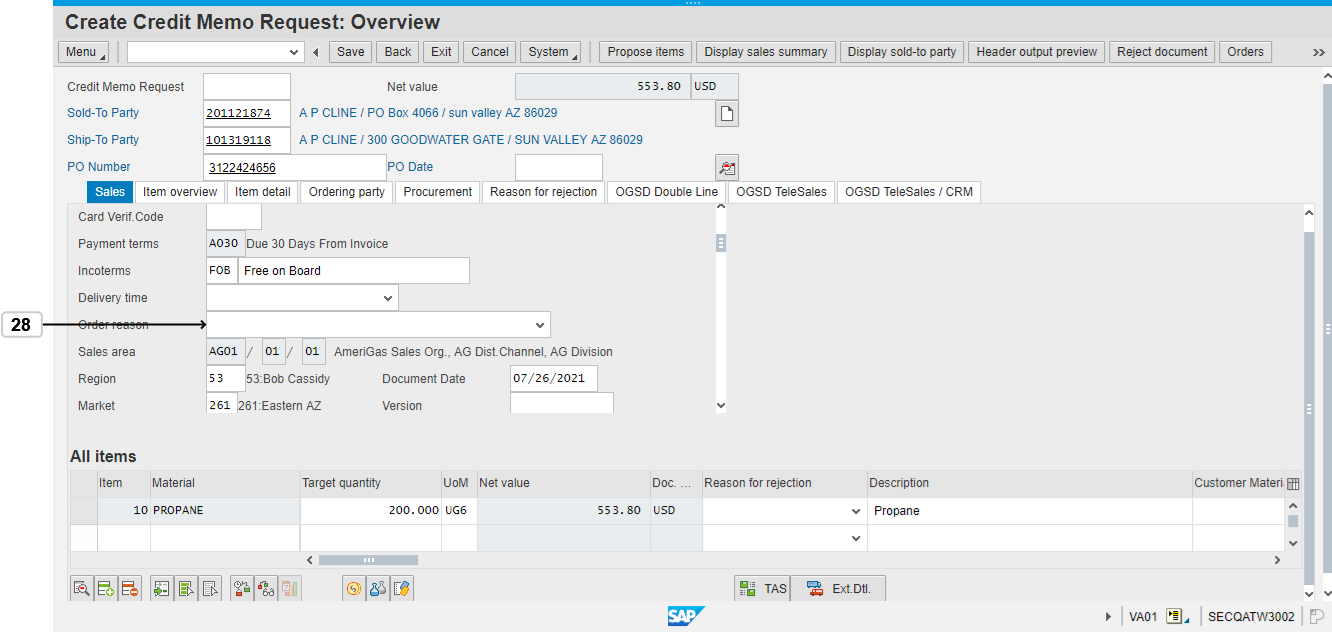 Create Credit Memo Request: Overview
Menu Save Back Exit Cancel System Propose items Display sales summary Display sold-to party Header output preview Reject document Orders
Credit Memo Request Net value 553.80 USD
Sold-To Party 201121874 A P CLINE / PO Box 4066 / sun valley AZ 86029
Ship-To Party 101319118 A P CLINE / 300 GOODWATER GATE / SUN VALLEY AZ 86029
PO Number 3122424656 PO Date
Sales Item overview Item detail Ordering party Procurement Reason for rejection OGSD Double Line OGSD TeleSales OGSD TeleSales / CRM
Card Verif.Code
Payment terms A030 Due 30 Days From Invoice
Incoterms FOB Free on Board
Delivery time
28 Order reason
Sales area AG01 / 01 / 01 AmeriGas Sales Org., AG Dist.Channel, AG Division
Region 53 53:Bob Cassidy Document Date 07/26/2021
Market 261 261:Eastern AZ Version
All items
Item Material Target quantity UoM Net value Doc. ... Reason for rejection Description Customer Materi
10 PROPANE 200.000 UG6 553.80 USD Propane
TAS Ext.Dtl.
SAP VA01 SECQATW3002